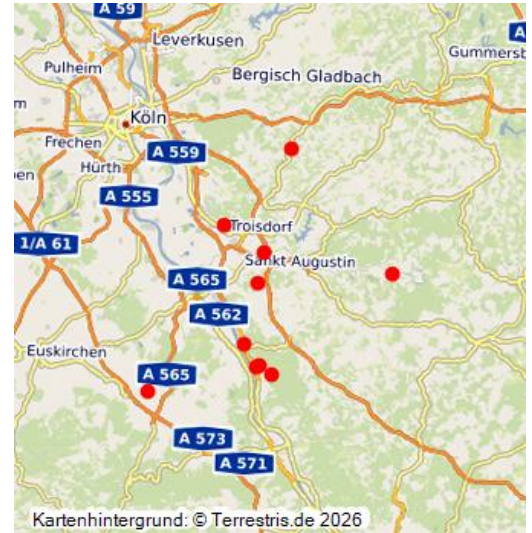 A 59
Leverkusen
A
Gummersb
Pulheim
Bergisch Gladbach
m
Köln
Frechen
A 559
Hürth
en
A 555
Troisdorf
1/A 61
Sankt Augustin
A 565
A 562
Euskirchen
A 565
A 573
A 571
Kartenhintergrund: © Terrestris.de 2026